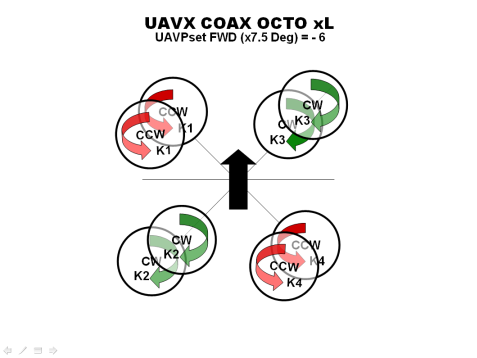 UAVX COAX OCTO xL
UAVPset FWD (x7.5 Deg) = - 6
CCW
K1
CCW
K1
CW
K3
CW
K3
CW
K2
CW
K2
CCW
K4
CCW
K4